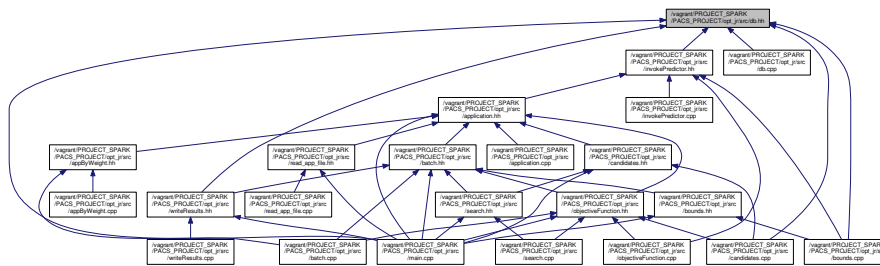 /vagrant/PROJECT_SPARK
/PACS_PROJECT/opt_jr/src/db.hh
/vagrant/PROJECT_SPARK
/PACS_PROJECT/opt_jr/src
/invokePredictor.hh
/vagrant/PROJECT_SPARK
/PACS_PROJECT/opt_jr/src
/db.cpp
/vagrant/PROJECT_SPARK
/PACS_PROJECT/opt_jr/src
/application.hh
/vagrant/PROJECT_SPARK
/PACS_PROJECT/opt_jr/src
/invokePredictor.cpp
/vagrant/PROJECT_SPARK
/PACS_PROJECT/opt_jr/src
/appByWeight.hh
/vagrant/PROJECT_SPARK
/PACS_PROJECT/opt_jr/src
/read_app_file.hh
/vagrant/PROJECT_SPARK
/PACS_PROJECT/opt_jr/src
/batch.hh
/vagrant/PROJECT_SPARK
/PACS_PROJECT/opt_jr/src
/application.cpp
/vagrant/PROJECT_SPARK
/PACS_PROJECT/opt_jr/src
/candidates.hh
/vagrant/PROJECT_SPARK
/PACS_PROJECT/opt_jr/src
/appByWeight.cpp
/vagrant/PROJECT_SPARK
/PACS_PROJECT/opt_jr/src
/writeResults.hh
/vagrant/PROJECT_SPARK
/PACS_PROJECT/opt_jr/src
/read_app_file.cpp
/vagrant/PROJECT_SPARK
/PACS_PROJECT/opt_jr/src
/search.hh
/vagrant/PROJECT_SPARK
/PACS_PROJECT/opt_jr/src
/objectiveFunction.hh
/vagrant/PROJECT_SPARK
/PACS_PROJECT/opt_jr/src
/bounds.hh
/vagrant/PROJECT_SPARK
/PACS_PROJECT/opt_jr/src
/writeResults.cpp
/vagrant/PROJECT_SPARK
/PACS_PROJECT/opt_jr/src
/batch.cpp
/vagrant/PROJECT_SPARK
/PACS_PROJECT/opt_jr/src
/main.cpp
/vagrant/PROJECT_SPARK
/PACS_PROJECT/opt_jr/src
/search.cpp
/vagrant/PROJECT_SPARK
/PACS_PROJECT/opt_jr/src
/objectiveFunction.cpp
/vagrant/PROJECT_SPARK
/PACS_PROJECT/opt_jr/src
/candidates.cpp
/vagrant/PROJECT_SPARK
/PACS_PROJECT/opt_jr/src
/bounds.cpp